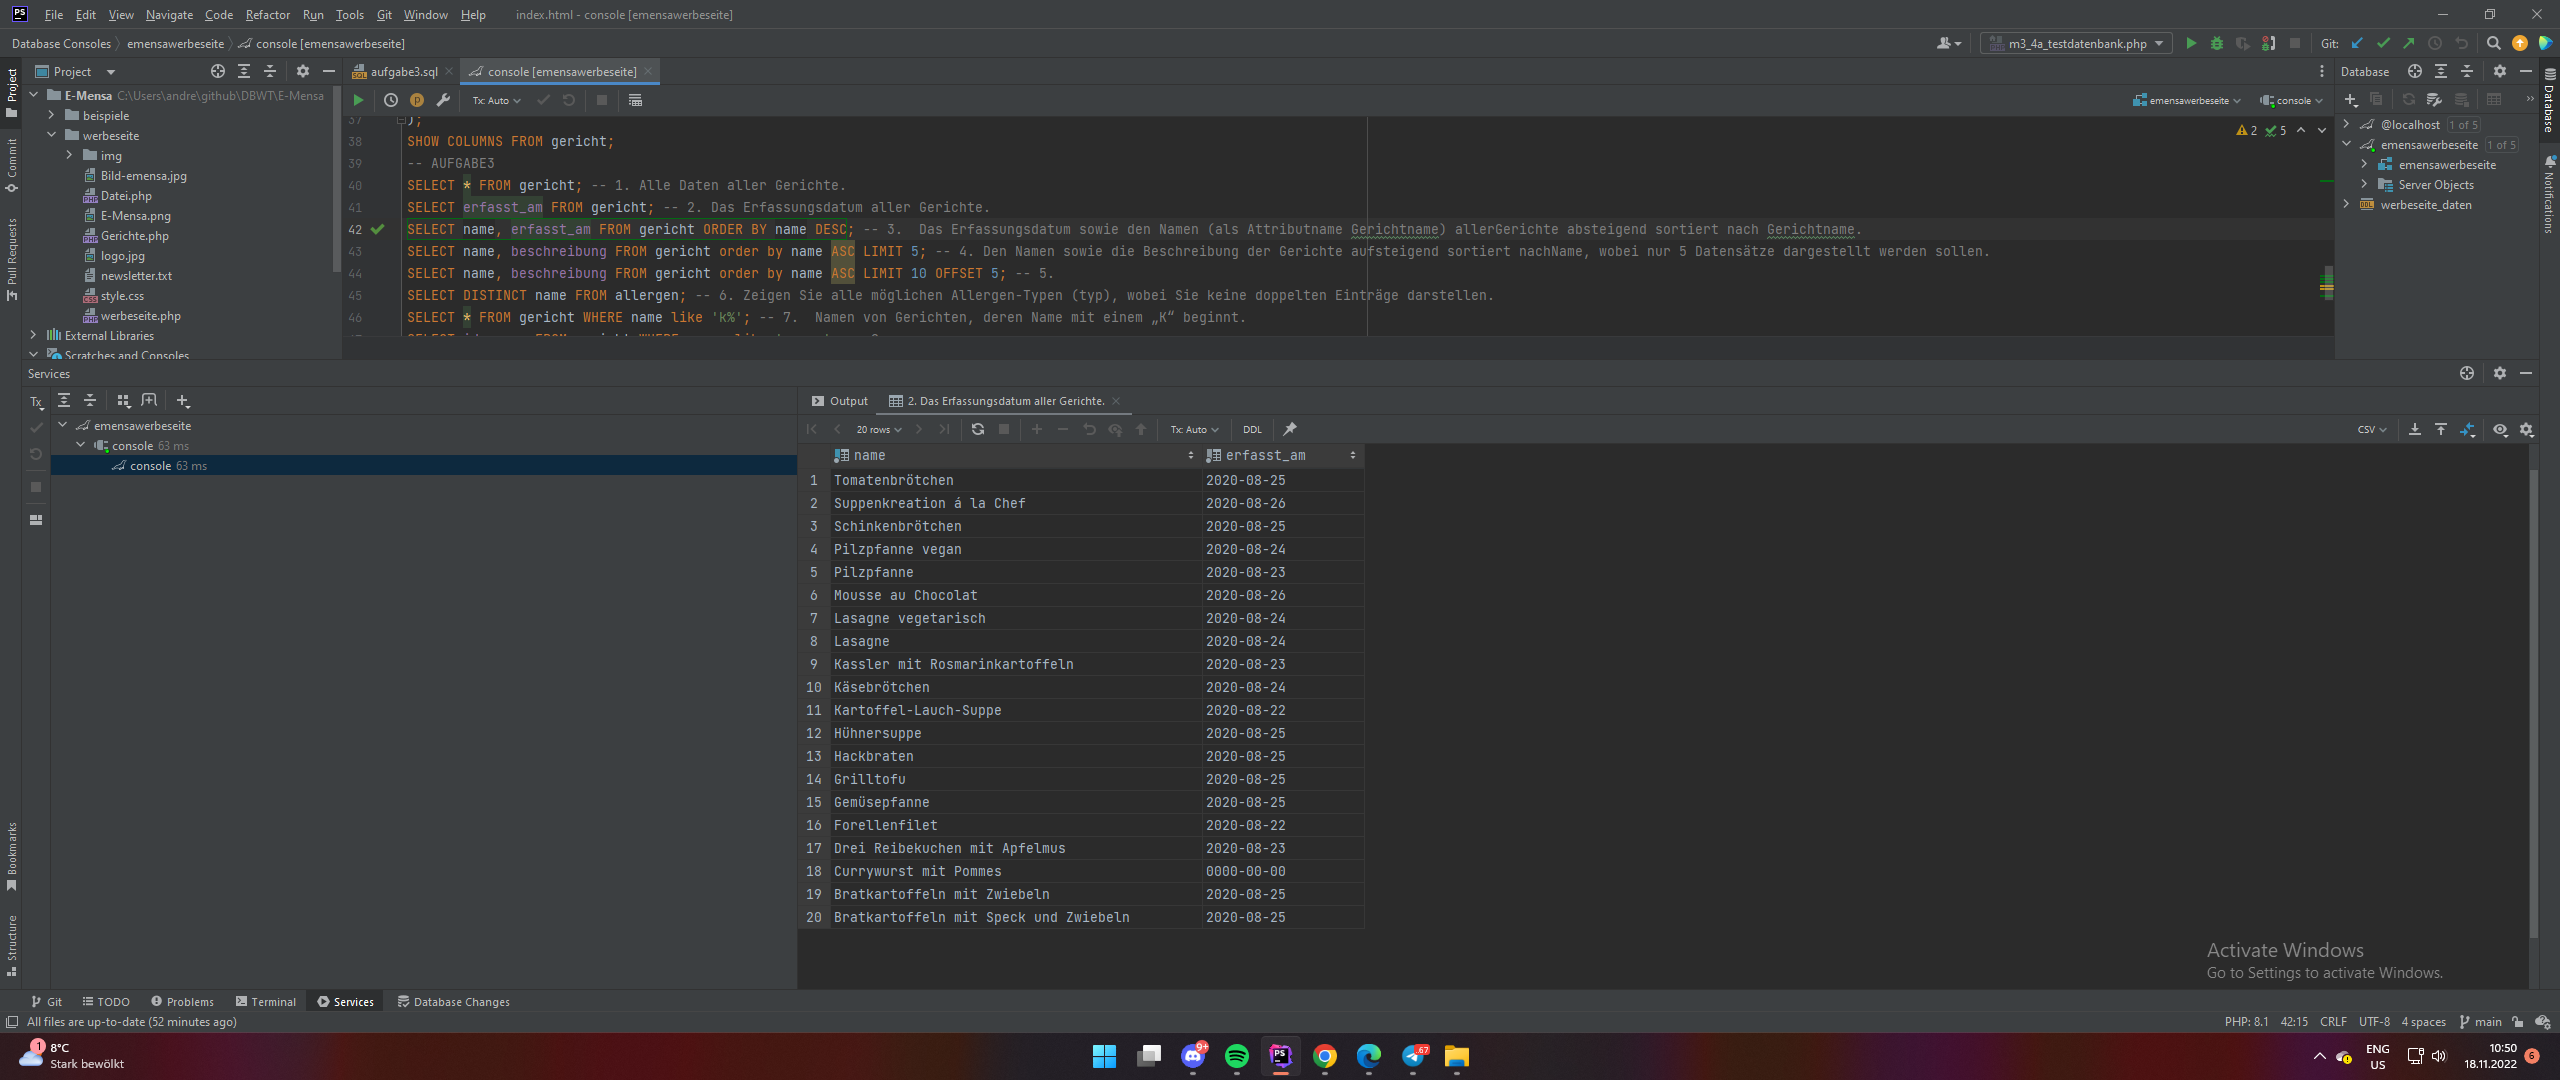 PS File Edit View Navigate Code Refactor Run Tools Git Window Help index.html - console [emensawerbeseite]
Database Consoles emensawerbeseite console [emensawerbeseite] m3_4a_testdatenbank.php Git:
Project aufgabe3.sql console [emensawerbeseite] Database
Tx: Auto emensawerbeseite console
E-Mensa C:\Users\andre\github\DBWT\E-Mensa
beispiele
werbeseite
img
Bild-emensa.jpg
Datei.php
E-Mensa.png
Gerichte.php
logo.jpg
newsletter.txt
style.css
werbeseite.php
External Libraries
Scratches and Consoles
Project
Commit
Pull Requests
Bookmarks
Structure
37 );
38 SHOW COLUMNS FROM gericht;
39 -- AUFGABE3
40 SELECT * FROM gericht; -- 1. Alle Daten aller Gerichte.
41 SELECT erfasst_am FROM gericht; -- 2. Das Erfassungsdatum aller Gerichte.
42 SELECT name, erfasst_am FROM gericht ORDER BY name DESC; -- 3.  Das Erfassungsdatum sowie den Namen (als Attributname Gerichtname) allerGerichte absteigend sortiert nach Gerichtname.
43 SELECT name, beschreibung FROM gericht order by name ASC LIMIT 5; -- 4. Den Namen sowie die Beschreibung der Gerichte aufsteigend sortiert nachName, wobei nur 5 Datensätze dargestellt werden sollen.
44 SELECT name, beschreibung FROM gericht order by name ASC LIMIT 10 OFFSET 5; -- 5.
45 SELECT DISTINCT name FROM allergen; -- 6. Zeigen Sie alle möglichen Allergen-Typen (typ), wobei Sie keine doppelten Einträge darstellen.
46 SELECT * FROM gericht WHERE name like 'k%'; -- 7.  Namen von Gerichten, deren Name mit einem „K“ beginnt.
2 5
@localhost 1 of 5
emensawerbeseite 1 of 5
emensawerbeseite
Server Objects
werbeseite_daten
Database
Notifications
Services
Tx
emensawerbeseite
console 63 ms
console 63 ms
Output 2. Das Erfassungsdatum aller Gerichte.
20 rows Tx: Auto DDL CSV
name erfasst_am
1 Tomatenbrötchen 2020-08-25
2 Suppenkreation á la Chef 2020-08-26
3 Schinkenbrötchen 2020-08-25
4 Pilzpfanne vegan 2020-08-24
5 Pilzpfanne 2020-08-23
6 Mousse au Chocolat 2020-08-26
7 Lasagne vegetarisch 2020-08-24
8 Lasagne 2020-08-24
9 Kassler mit Rosmarinkartoffeln 2020-08-23
10 Käsebrötchen 2020-08-24
11 Kartoffel-Lauch-Suppe 2020-08-22
12 Hühnersuppe 2020-08-25
13 Hackbraten 2020-08-25
14 Grilltofu 2020-08-25
15 Gemüsepfanne 2020-08-25
16 Forellenfilet 2020-08-22
17 Drei Reibekuchen mit Apfelmus 2020-08-23
18 Currywurst mit Pommes 0000-00-00
19 Bratkartoffeln mit Zwiebeln 2020-08-25
20 Bratkartoffeln mit Speck und Zwiebeln 2020-08-25
Activate Windows
Go to Settings to activate Windows.
Git TODO Problems Terminal Services Database Changes
All files are up-to-date (52 minutes ago) PHP: 8.1 42:15 CRLF UTF-8 4 spaces main
1 8°C
Stark bewölkt
9+ PS 67
ENG
US
10:50
18.11.2022
6